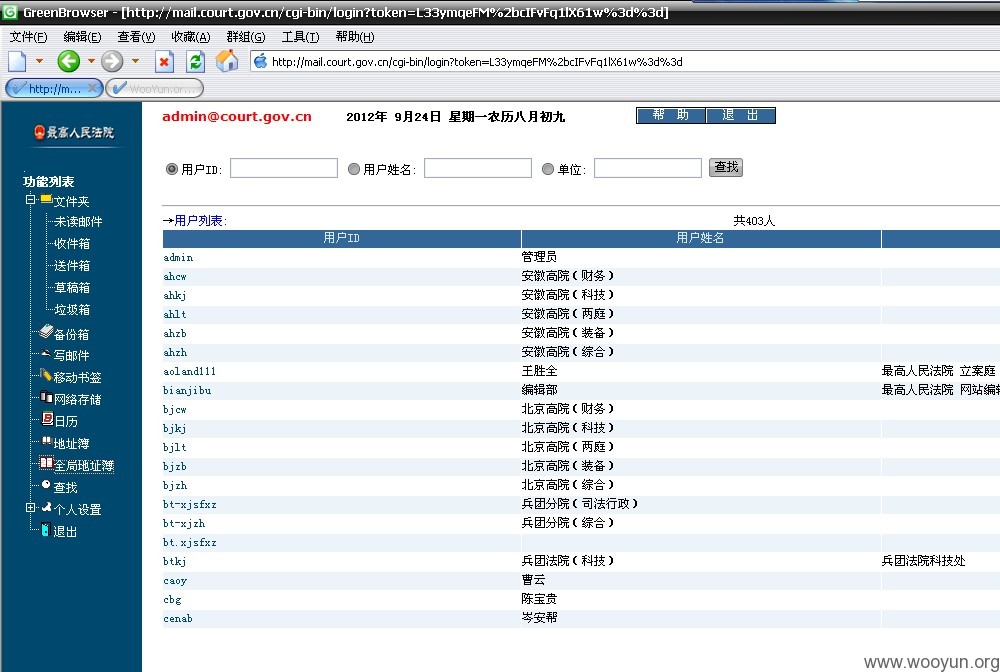 GreenBrowser - [http://mail.court.gov.cn/cgi-bin/login?token=L33ymqeFM%2bcIFvFq1lX61w%3d%3d]
文件(F) 编辑(E) 查看(V) 收藏(A) 群组(G) 工具(T) 帮助(H)
http://mail.court.gov.cn/cgi-bin/login?token=L33ymqeFM%2bcIFvFq1lX61w%3d%3d
http://m... WooYun.or...
最高人民法院
admin@court.gov.cn 2012年 9月24日 星期一农历八月初九 帮 助 退 出
用户ID: 用户姓名: 单位: 查找
功能列表
文件夹
未读邮件
收件箱
送件箱
草稿箱
垃圾箱
备份箱
写邮件
移动书签
网络存储
日历
地址簿
全局地址簿
查找
个人设置
退出
→用户列表: 共403人
用户ID 用户姓名
admin 管理员
ahcw 安徽高院(财务)
ahkj 安徽高院(科技)
ahlt 安徽高院(两庭)
ahzb 安徽高院(装备)
ahzh 安徽高院(综合)
aoland111 王胜全 最高人民法院 立案庭
bianjibu 编辑部 最高人民法院 网站编辑
bjcw 北京高院(财务)
bjkj 北京高院(科技)
bjlt 北京高院(两庭)
bjzb 北京高院(装备)
bjzh 北京高院(综合)
bt-xjsfxz 兵团分院(司法行政)
bt-xjzh 兵团分院(综合)
bt.xjsfxz
btkj 兵团法院(科技) 兵团法院科技处
caoy 曹云
cbg 陈宝贵
cenab 岑安帮
www.wooyun.org